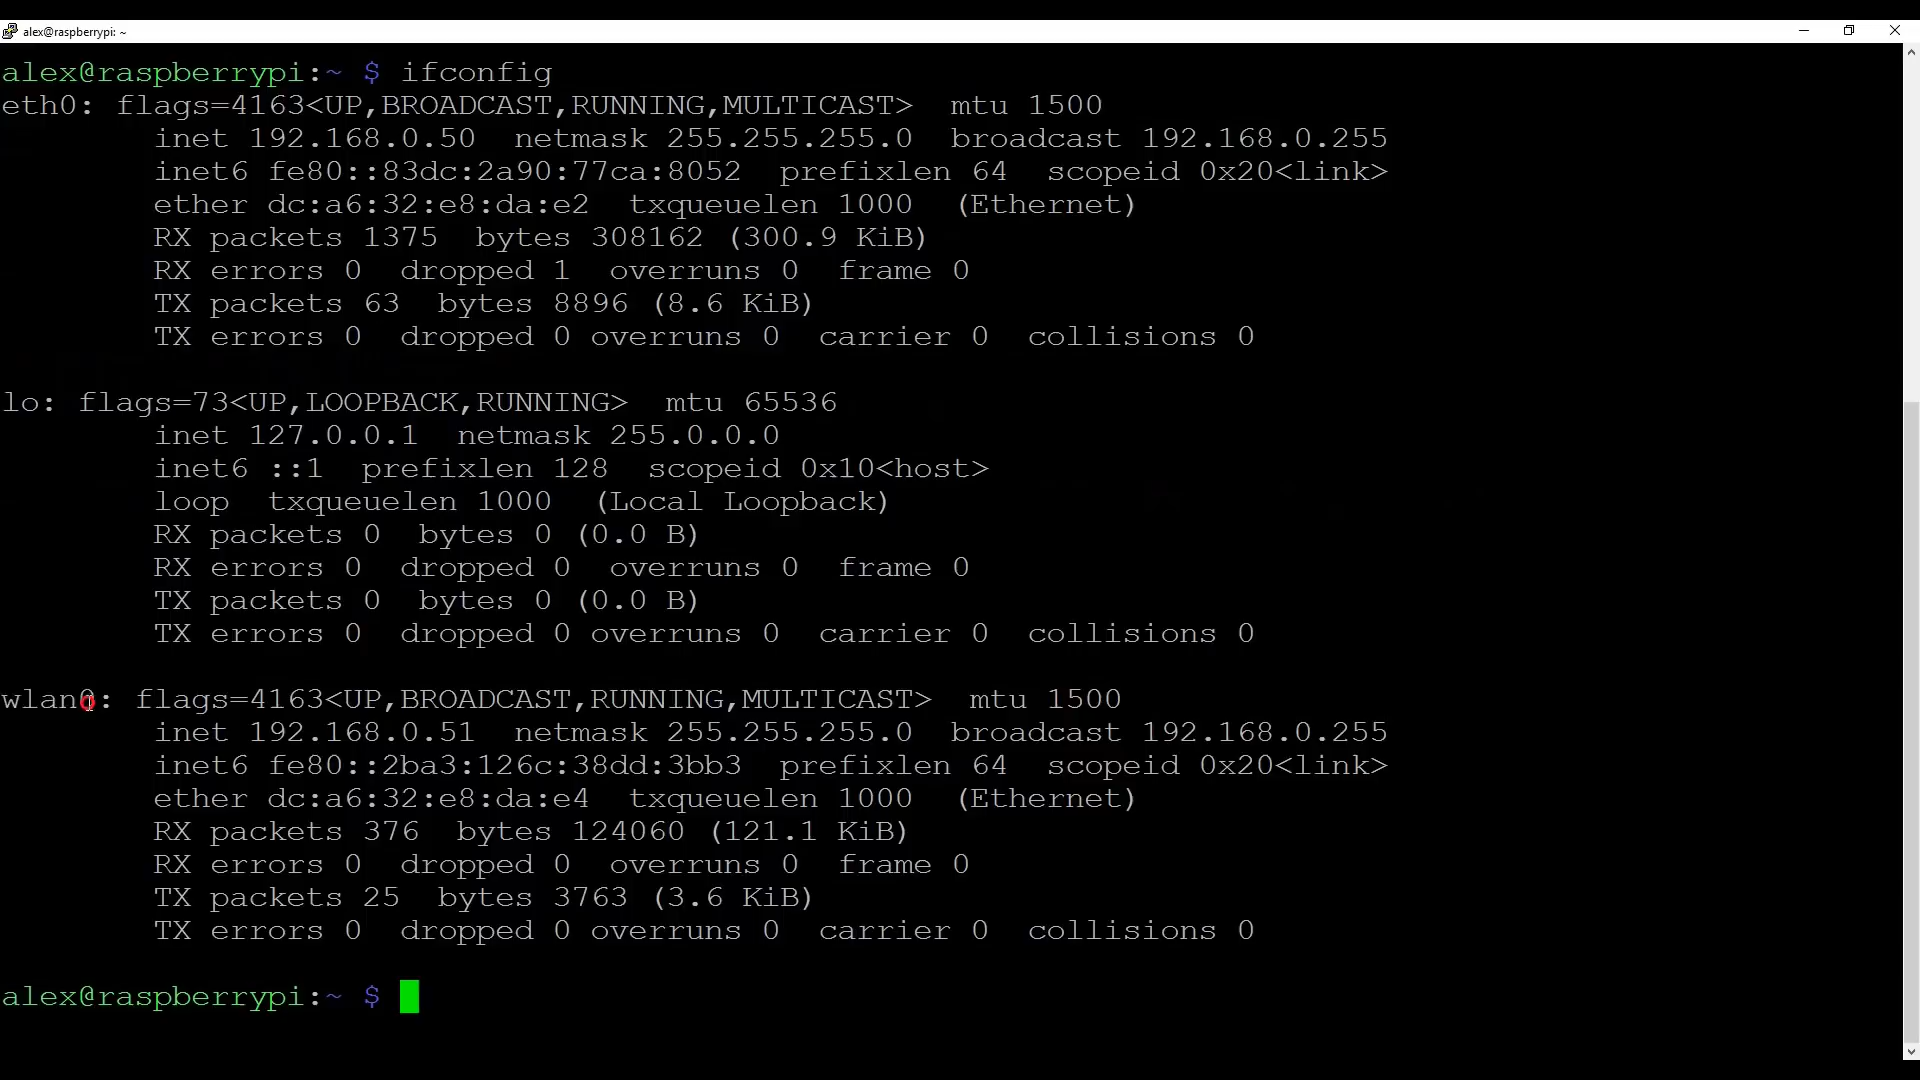 alex@raspberrypi: ~
alex@raspberrypi:~ $ ifconfig
eth0: flags=4163<UP,BROADCAST,RUNNING,MULTICAST>  mtu 1500
        inet 192.168.0.50  netmask 255.255.255.0  broadcast 192.168.0.255
        inet6 fe80::83dc:2a90:77ca:8052  prefixlen 64  scopeid 0x20<link>
        ether dc:a6:32:e8:da:e2  txqueuelen 1000  (Ethernet)
        RX packets 1375  bytes 308162 (300.9 KiB)
        RX errors 0  dropped 1  overruns 0  frame 0
        TX packets 63  bytes 8896 (8.6 KiB)
        TX errors 0  dropped 0 overruns 0  carrier 0  collisions 0
lo: flags=73<UP,LOOPBACK,RUNNING>  mtu 65536
        inet 127.0.0.1  netmask 255.0.0.0
        inet6 ::1  prefixlen 128  scopeid 0x10<host>
        loop  txqueuelen 1000  (Local Loopback)
        RX packets 0  bytes 0 (0.0 B)
        RX errors 0  dropped 0  overruns 0  frame 0
        TX packets 0  bytes 0 (0.0 B)
        TX errors 0  dropped 0 overruns 0  carrier 0  collisions 0
wlan0: flags=4163<UP,BROADCAST,RUNNING,MULTICAST>  mtu 1500
        inet 192.168.0.51  netmask 255.255.255.0  broadcast 192.168.0.255
        inet6 fe80::2ba3:126c:38dd:3bb3  prefixlen 64  scopeid 0x20<link>
        ether dc:a6:32:e8:da:e4  txqueuelen 1000  (Ethernet)
        RX packets 376  bytes 124060 (121.1 KiB)
        RX errors 0  dropped 0  overruns 0  frame 0
        TX packets 25  bytes 3763 (3.6 KiB)
        TX errors 0  dropped 0 overruns 0  carrier 0  collisions 0
alex@raspberrypi:~ $